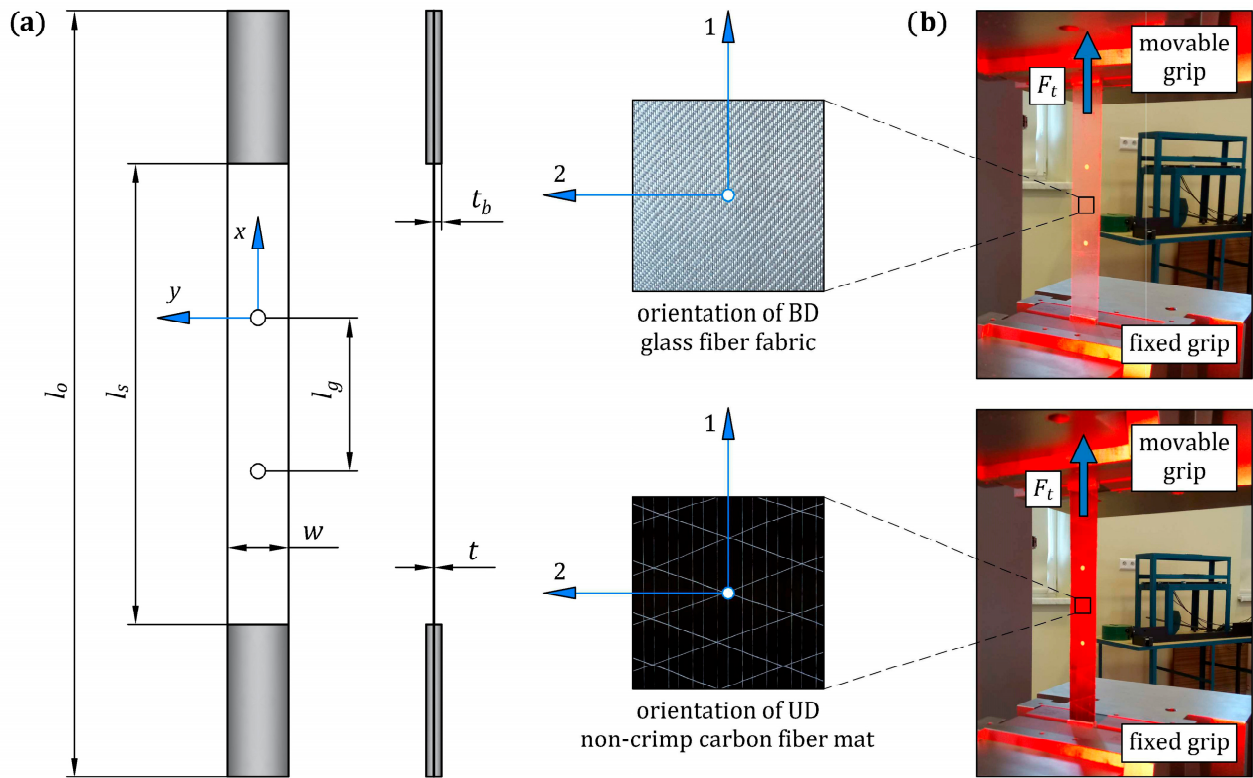 (a)
l_o
l_s
x
y
l_g
w
t_b
t
1
2
orientation of BD
glass fiber fabric
1
2
orientation of UD
non-crimp carbon fiber mat
(b)
F_t
movable
grip
fixed grip
F_t
movable
grip
fixed grip